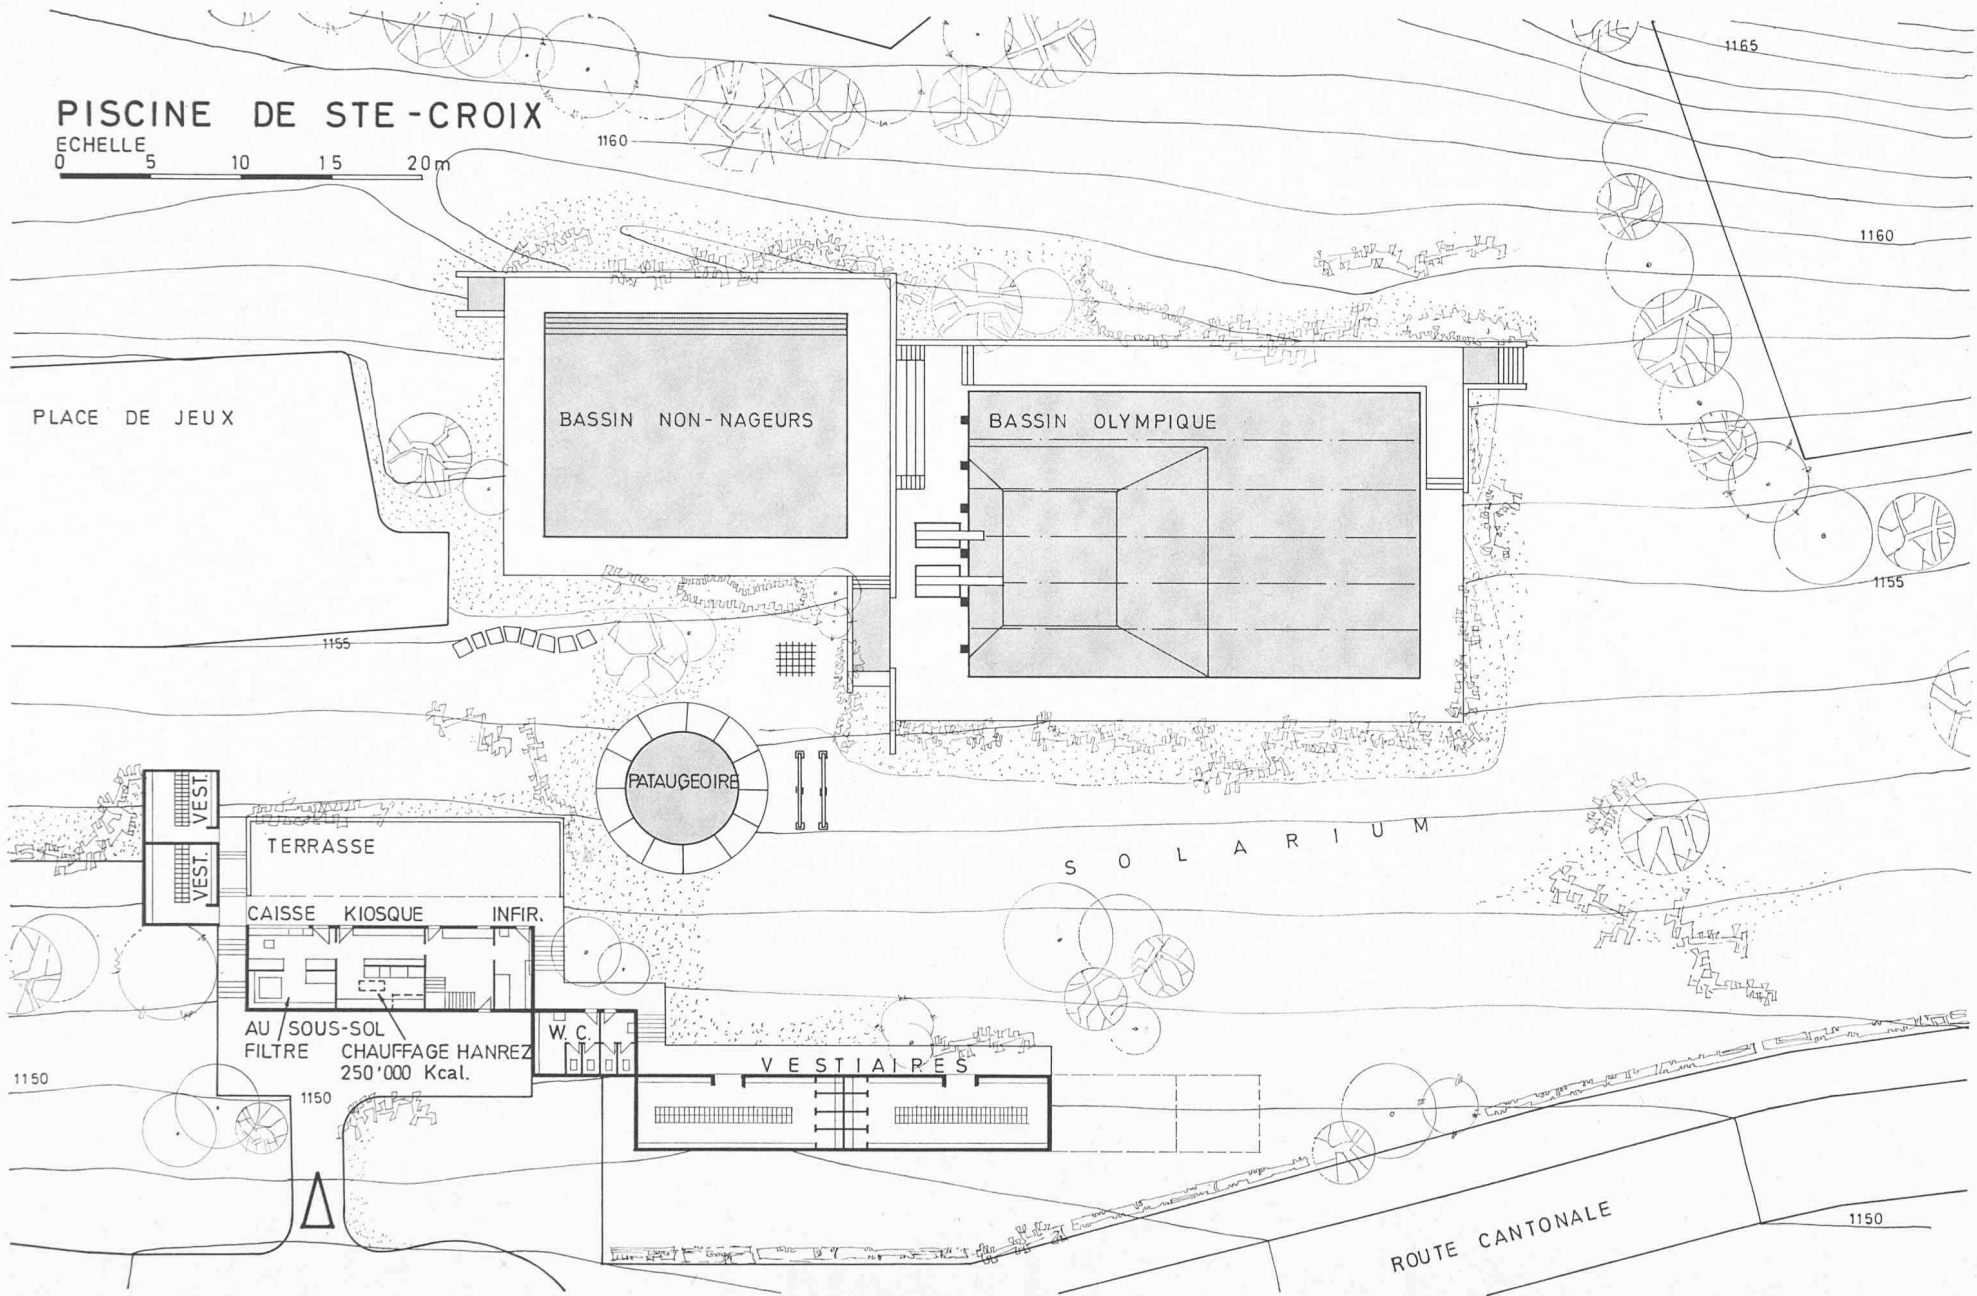 PISCINE DE STE-CROIX
ECHELLE
0 5 10 15 20m
1165
1160
1160
PLACE DE JEUX
BASSIN NON-NAGEURS
BASSIN OLYMPIQUE
1155
1155
PATAUGEOIRE
VEST.
VEST.
TERRASSE
SOLARIUM
CAISSE KIOSQUE INFIR.
AU SOUS-SOL
FILTRE
CHAUFFAGE HANREZ
250'000 Kcal.
W.C.
VESTIAIRES
1150
1150
1150
ROUTE CANTONALE